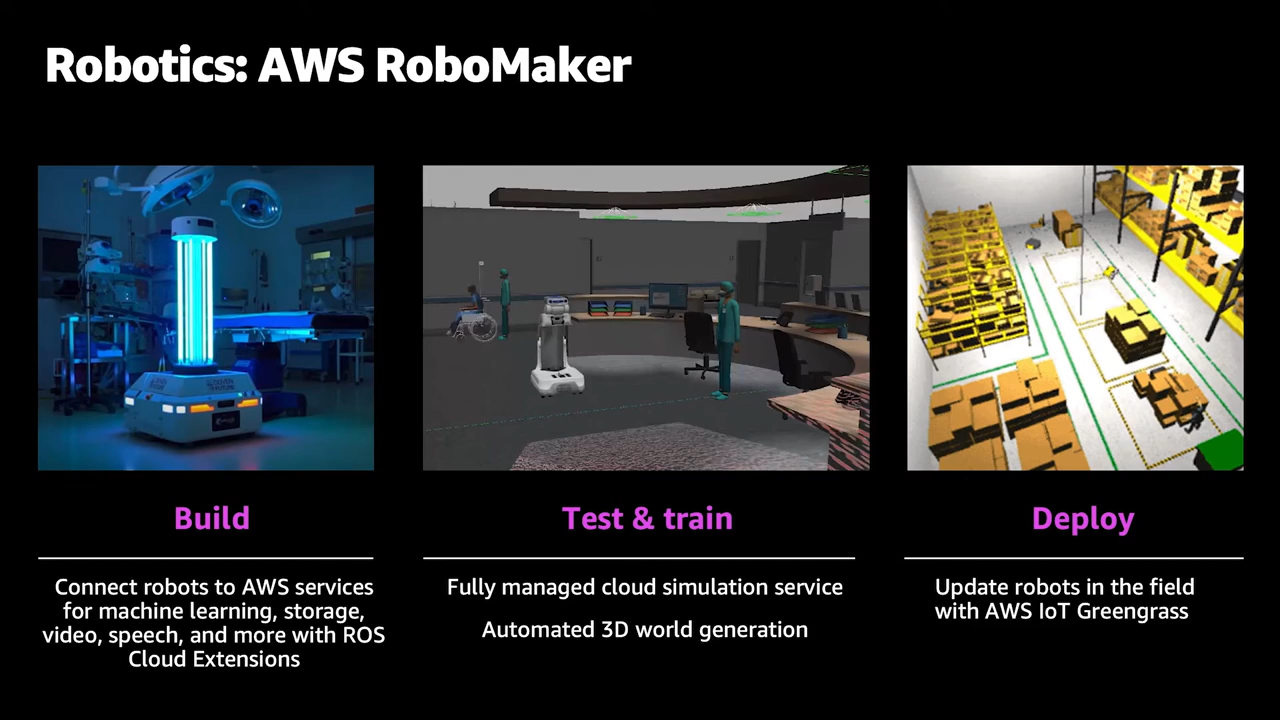 Robotics: AWS RoboMaker
Build
Connect robots to AWS services
for machine learning, storage,
video, speech, and more with ROS
Cloud Extensions
Test & train
Fully managed cloud simulation service
Automated 3D world generation
Deploy
Update robots in the field
with AWS IoT Greengrass